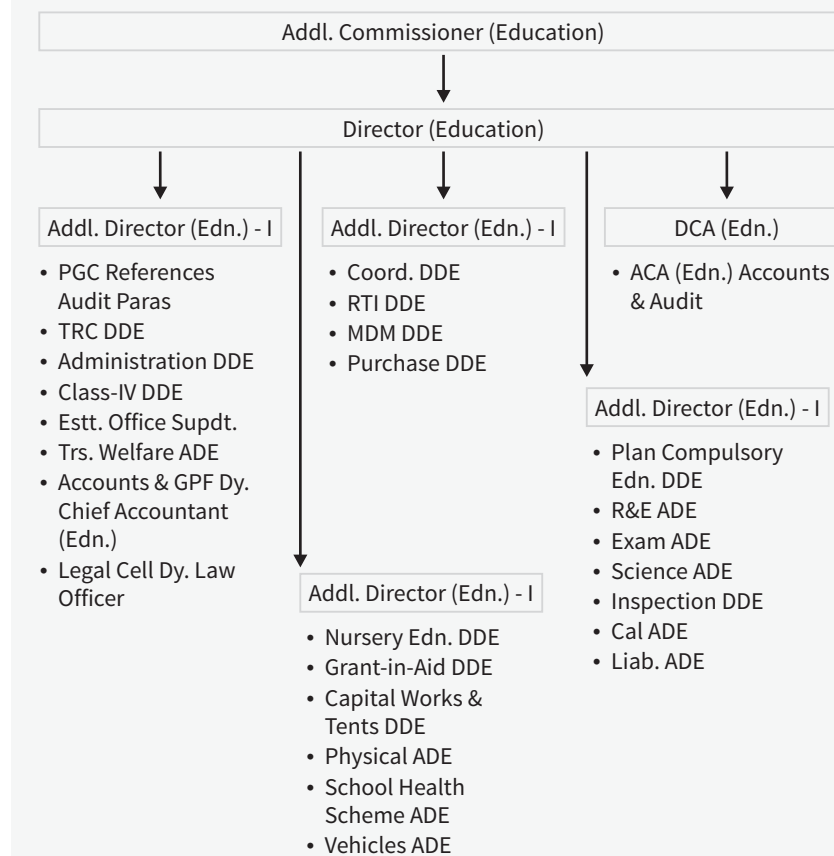 Addl. Commissioner (Education)
Director (Education)
Addl. Director (Edn.) - I
• PGC References
Audit Paras
• TRC DDE
• Administration DDE
• Class-IV DDE
• Estt. Office Supdt.
• Trs. Welfare ADE
• Accounts & GPF Dy.
Chief Accountant
(Edn.)
• Legal Cell Dy. Law
Officer
Addl. Director (Edn.) - I
• Nursery Edn. DDE
• Grant-in-Aid DDE
• Capital Works &
Tents DDE
• Physical ADE
• School Health
Scheme ADE
• Vehicles ADE
Addl. Director (Edn.) - I
• Coord. DDE
• RTI DDE
• MDM DDE
• Purchase DDE
Addl. Director (Edn.) - I
• Plan Compulsory
Edn. DDE
• R&E ADE
• Exam ADE
• Science ADE
• Inspection DDE
• Cal ADE
• Liab. ADE
DCA (Edn.)
• ACA (Edn.) Accounts
& Audit